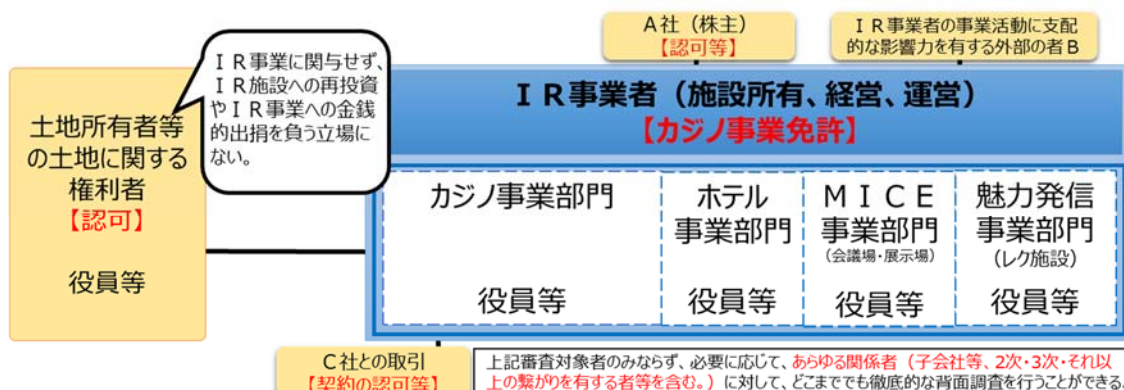 A社（株主）
【認可等】
ＩＲ事業者の事業活動に支配
的な影響力を有する外部の者Ｂ
ＩＲ事業に関与せず、
ＩＲ施設への再投資
やＩＲ事業への金銭
的出捐を負う立場に
ない。
土地所有者等
の土地に関する
権利者
【認可】
役員等
ＩＲ事業者（施設所有、経営、運営）
【カジノ事業免許】
カジノ事業部門
役員等
ホテル
事業部門
役員等
ＭＩＣＥ
事業部門
（会議場・展示場）
役員等
魅力発信
事業部門
（レク施設）
役員等
Ｃ社との取引
【契約の認可等】
上記審査対象者のみならず、必要に応じて、あらゆる関係者（子会社等、2次・3次・それ以
上の繋がりを有する者等を含む。）に対して、どこまででも徹底的な背面調査を行うことができる。